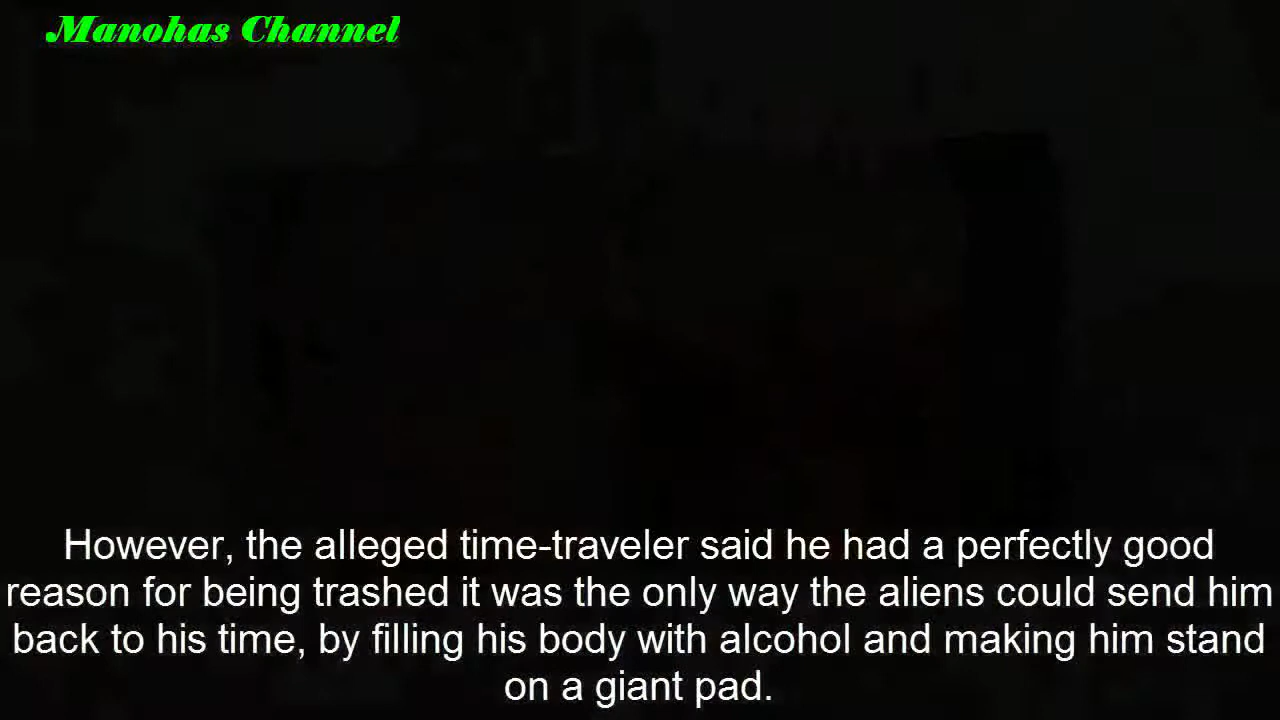 Manohas Channel
However, the alleged time-traveler said he had a perfectly good
reason for being trashed it was the only way the aliens could send him
back to his time, by filling his body with alcohol and making him stand
on a giant pad.